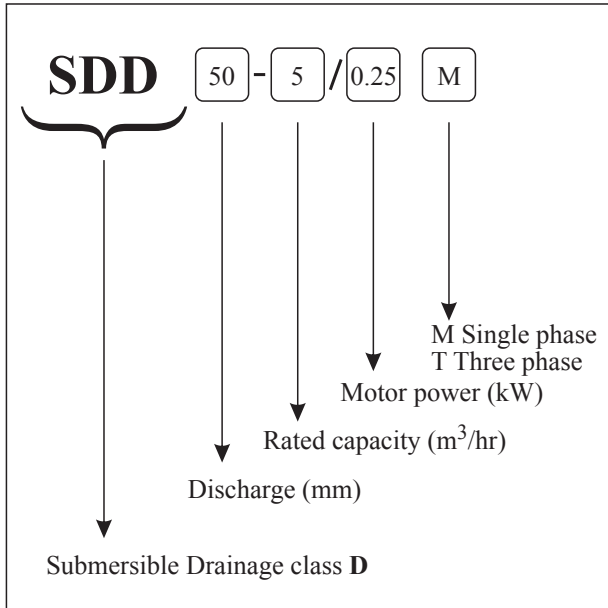 SDD 50 - 5 / 0.25 M
M Single phase
T Three phase
Motor power (kW)
Rated capacity (m³/hr)
Discharge (mm)
Submersible Drainage class D